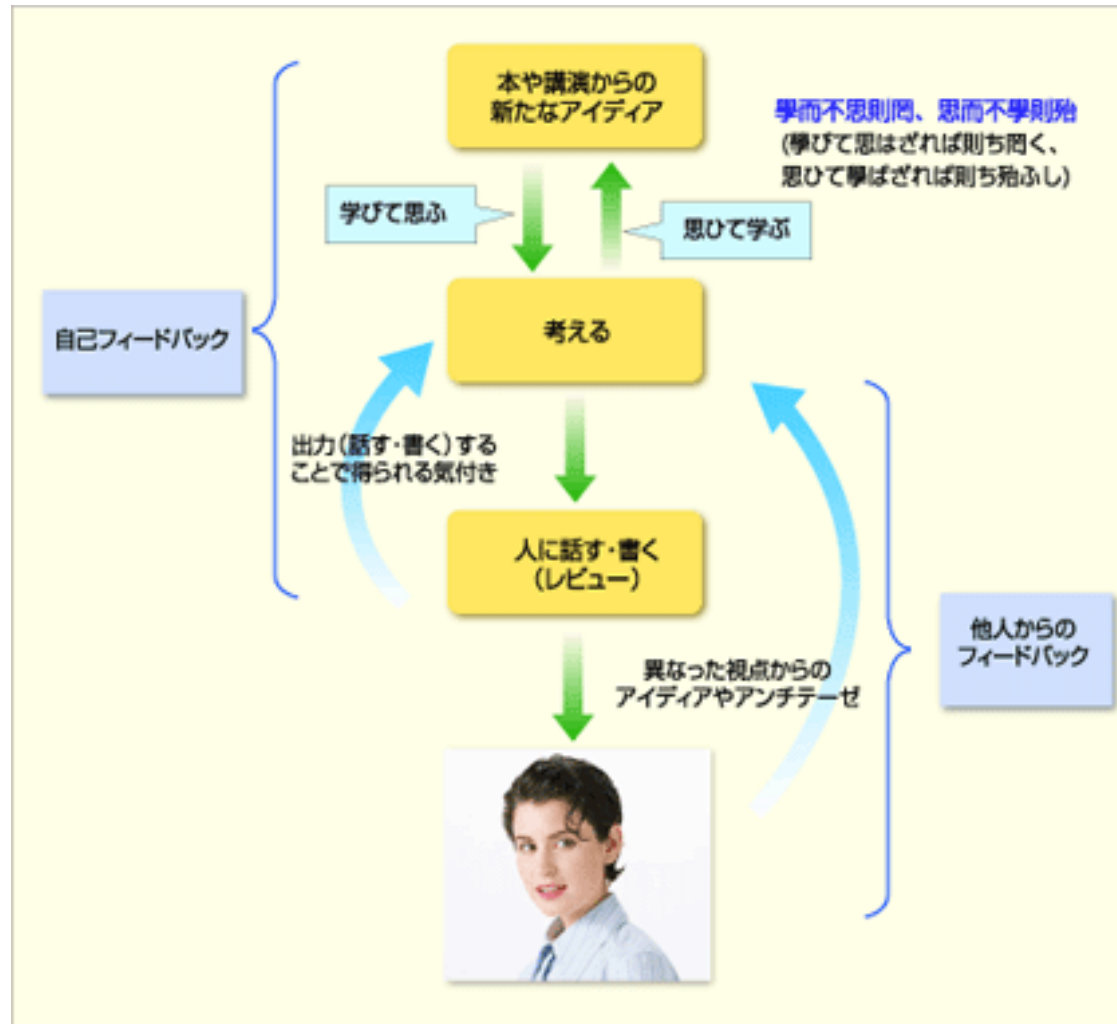 本や講演からの
新たなアイディア
學而不思則罔、思而不學則殆
(學びて思はざれば則ち罔く、
思ひて學ばざれば則ち殆ふし)
学びて思ふ
思ひて学ぶ
自己フィードバック
考える
出力(話す・書く)する
ことで得られる気付き
人に話す・書く
(レビュー)
他人からの
フィードバック
異なった視点からの
アイディアやアンチテーゼ